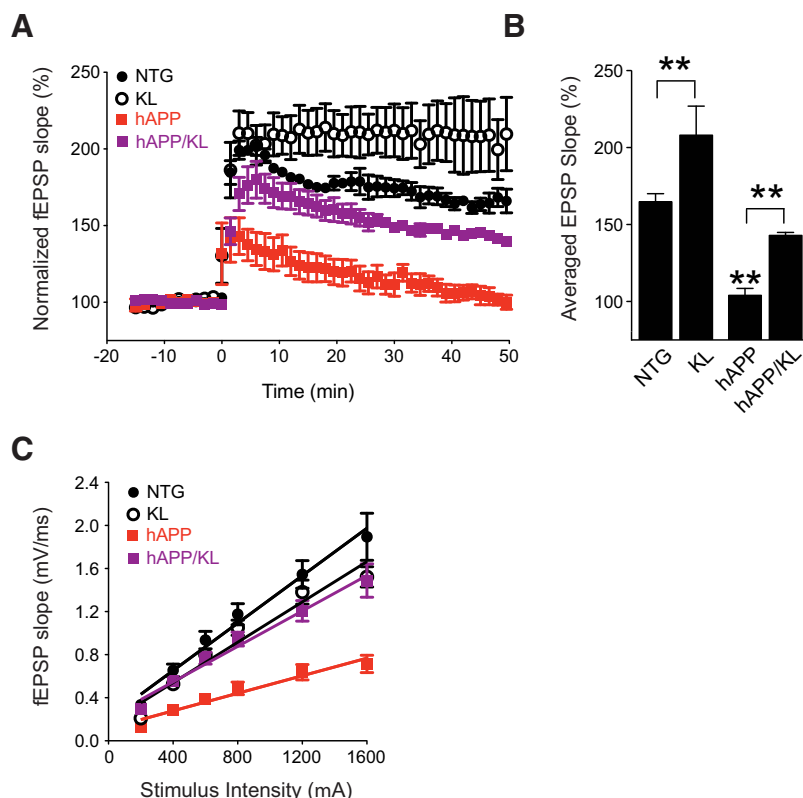 A
Normalized fEPSP slope (%)
250
200
150
100
-20 -10 0 10 20 30 40 50
Time (min)
NTG
KL
hAPP
hAPP/KL
B
Averaged EPSP Slope (%)
250
200
150
100
**
**
**
NTG KL hAPP hAPP/KL
C
fEPSP slope (mV/ms)
2.4
2.0
1.6
1.2
0.8
0.4
0.0
0 400 800 1200 1600
Stimulus Intensity (mA)
NTG
KL
hAPP
hAPP/KL